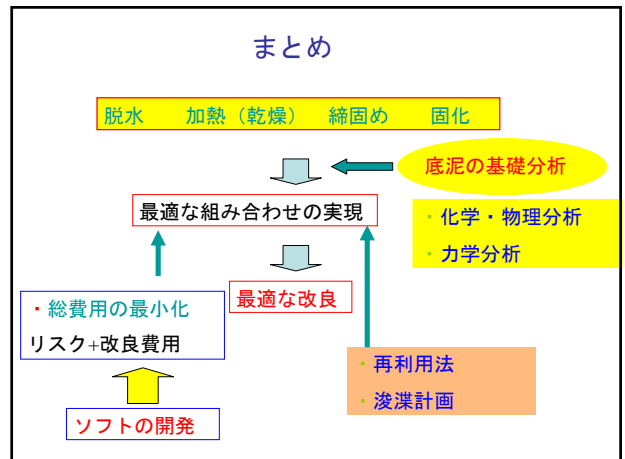 まとめ
脱水 加熱（乾燥） 締固め 固化
底泥の基礎分析
最適な組み合わせの実現
・化学・物理分析
・力学分析
最適な改良
・総費用の最小化
リスク+改良費用
・再利用法
・浚渫計画
ソフトの開発